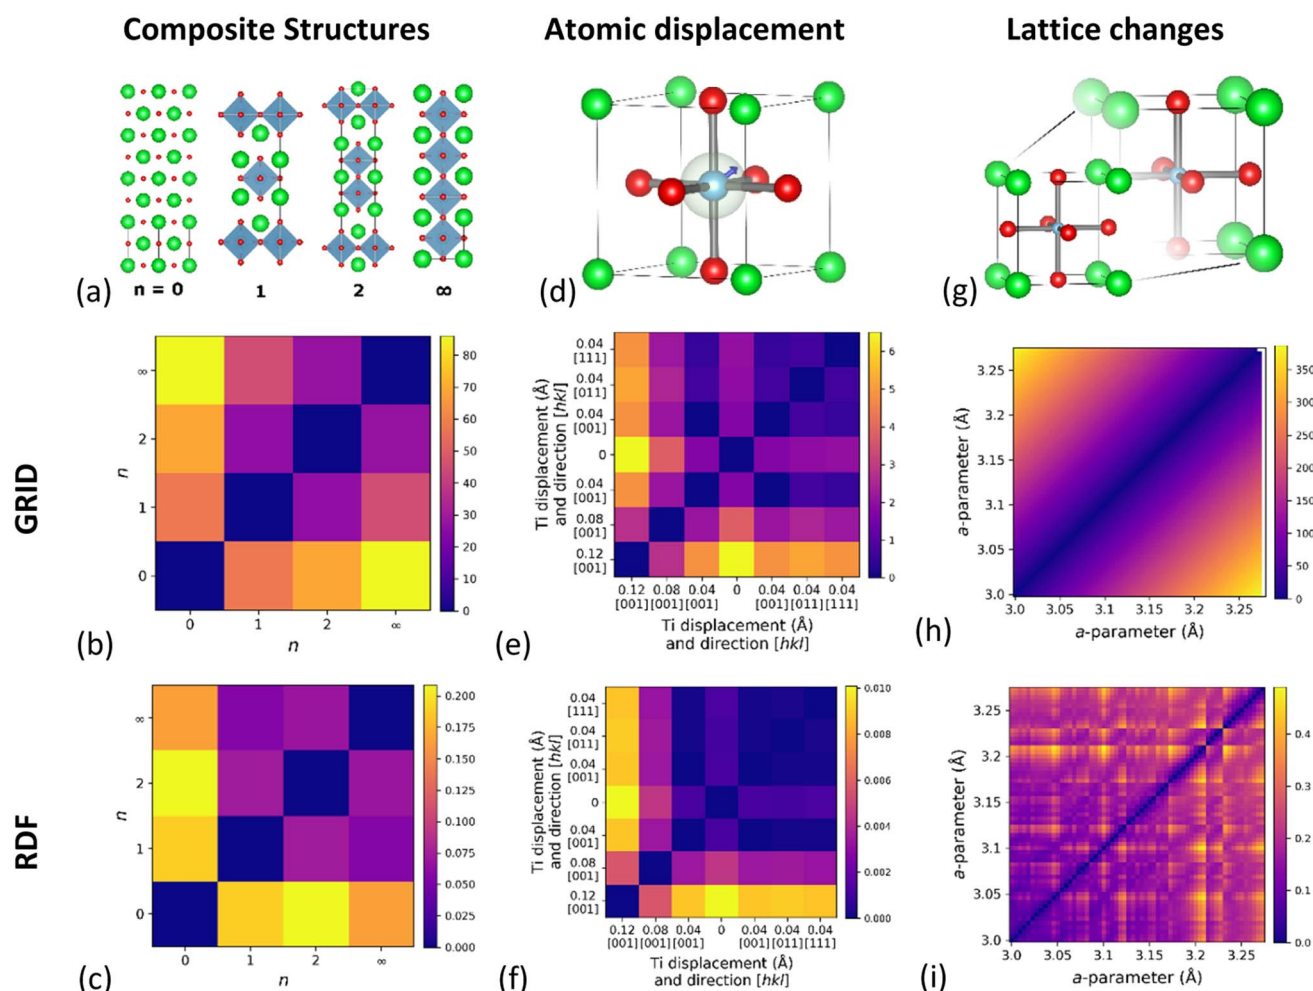 Composite Structures
Atomic displacement
Lattice changes
(a)
n = 0
1
2
∞
(d)
(g)
GRID
n
∞
2
1
0
80
70
60
50
40
30
20
10
0
0 1 2 ∞
n
(b)
Ti displacement (Å)
and direction [hkl]
0.04
[111]
0.04
[011]
0.04
[001]
0
0.04
[001]
0.08
[001]
0.12
[001]
6
5
4
3
2
1
0
0.12 0.08 0.04 0 0.04 0.04 0.04
[001] [001] [001] [001] [011] [111]
Ti displacement (Å)
and direction [hkl]
(e)
a-parameter (Å)
3.25
3.2
3.15
3.1
3.05
3.0
350
300
250
200
150
100
50
0
3.0 3.05 3.1 3.15 3.2 3.25
a-parameter (Å)
(h)
RDF
n
∞
2
1
0
0.200
0.175
0.150
0.125
0.100
0.075
0.050
0.025
0.000
0 1 2 ∞
n
(c)
Ti displacement (Å)
and direction [hkl]
0.04
[111]
0.04
[011]
0.04
[001]
0
0.04
[001]
0.08
[001]
0.12
[001]
0.010
0.008
0.006
0.004
0.002
0.000
0.12 0.08 0.04 0 0.04 0.04 0.04
[001] [001] [001] [001] [011] [111]
Ti displacement (Å)
and direction [hkl]
(f)
a-parameter (Å)
3.25
3.2
3.15
3.1
3.05
3.0
0.4
0.3
0.2
0.1
0.0
3.0 3.05 3.1 3.15 3.2 3.25
a-parameter (Å)
(i)